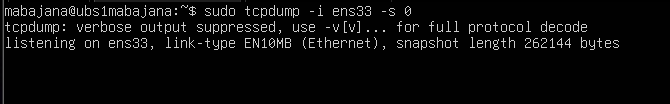 mabajana@ubs1mabajana:~$ sudo tcpdump -i ens33 -s 0
tcpdump: verbose output suppressed, use -v[v]... for full protocol decode
listening on ens33, link-type EN10MB (Ethernet), snapshot length 262144 bytes